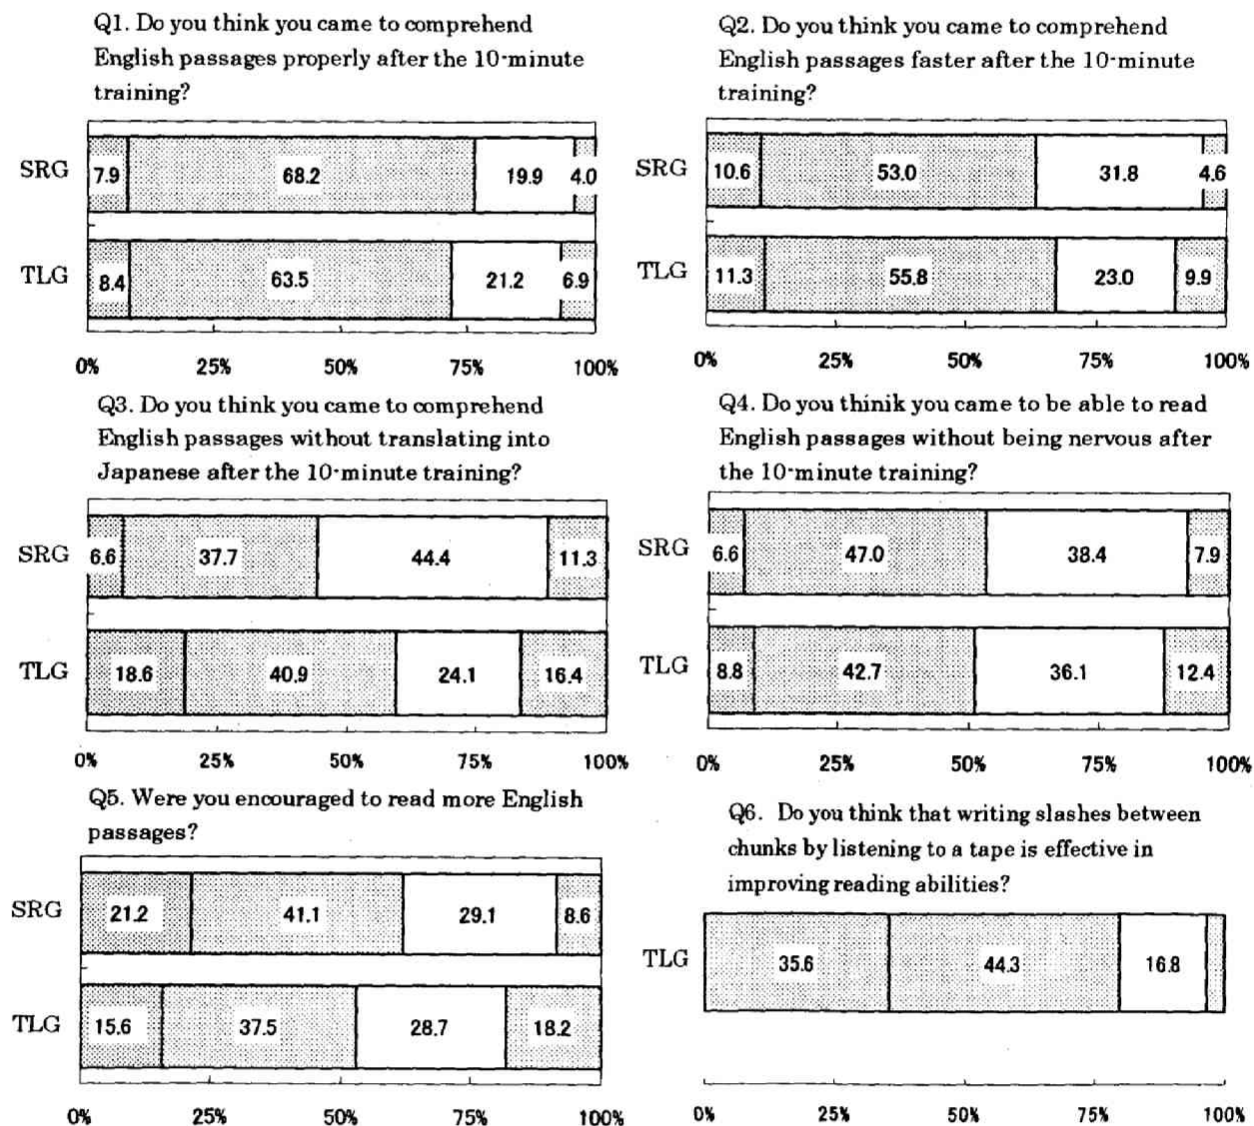 Q1. Do you think you came to comprehend
English passages properly after the 10-minute
training?
SRG 7.9 68.2 19.9 4.0
TLG 8.4 63.5 21.2 6.9
0% 25% 50% 75% 100%
Q2. Do you think you came to comprehend
English passages faster after the 10-minute
training?
SRG 10.6 53.0 31.8 4.6
TLG 11.3 55.8 23.0 9.9
0% 25% 50% 75% 100%
Q3. Do you think you came to comprehend
English passages without translating into
Japanese after the 10-minute training?
SRG 6.6 37.7 44.4 11.3
TLG 18.6 40.9 24.1 16.4
0% 25% 50% 75% 100%
Q4. Do you thinik you came to be able to read
English passages without being nervous after
the 10-minute training?
SRG 6.6 47.0 38.4 7.9
TLG 8.8 42.7 36.1 12.4
0% 25% 50% 75% 100%
Q5. Were you encouraged to read more English
passages?
SRG 21.2 41.1 29.1 8.6
TLG 15.6 37.5 28.7 18.2
0% 25% 50% 75% 100%
Q6. Do you think that writing slashes between
chunks by listening to a tape is effective in
improving reading abilities?
TLG 35.6 44.3 16.8
0% 25% 50% 75% 100%